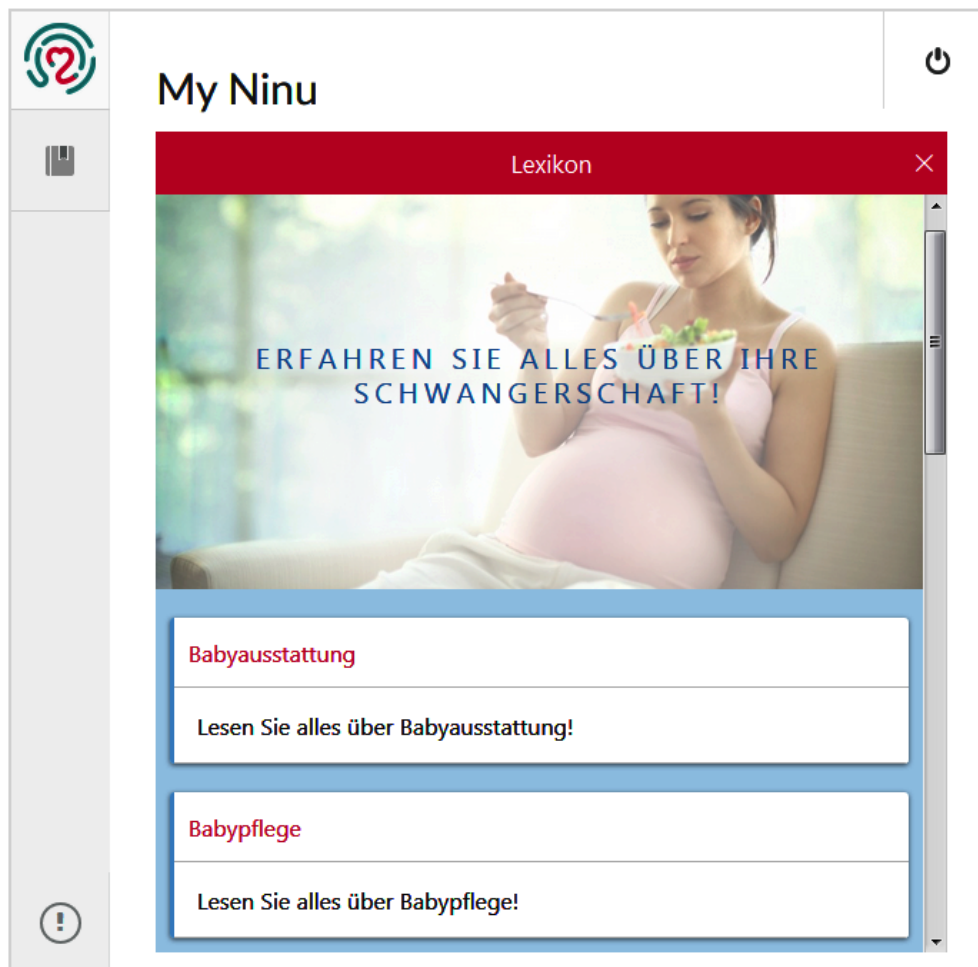 My Ninu
Lexikon
ERFAHREN SIE ALLES ÜBER IHRE
SCHWANGERSCHAFT!
Babyausstattung
Lesen Sie alles über Babyausstattung!
Babypflege
Lesen Sie alles über Babypflege!